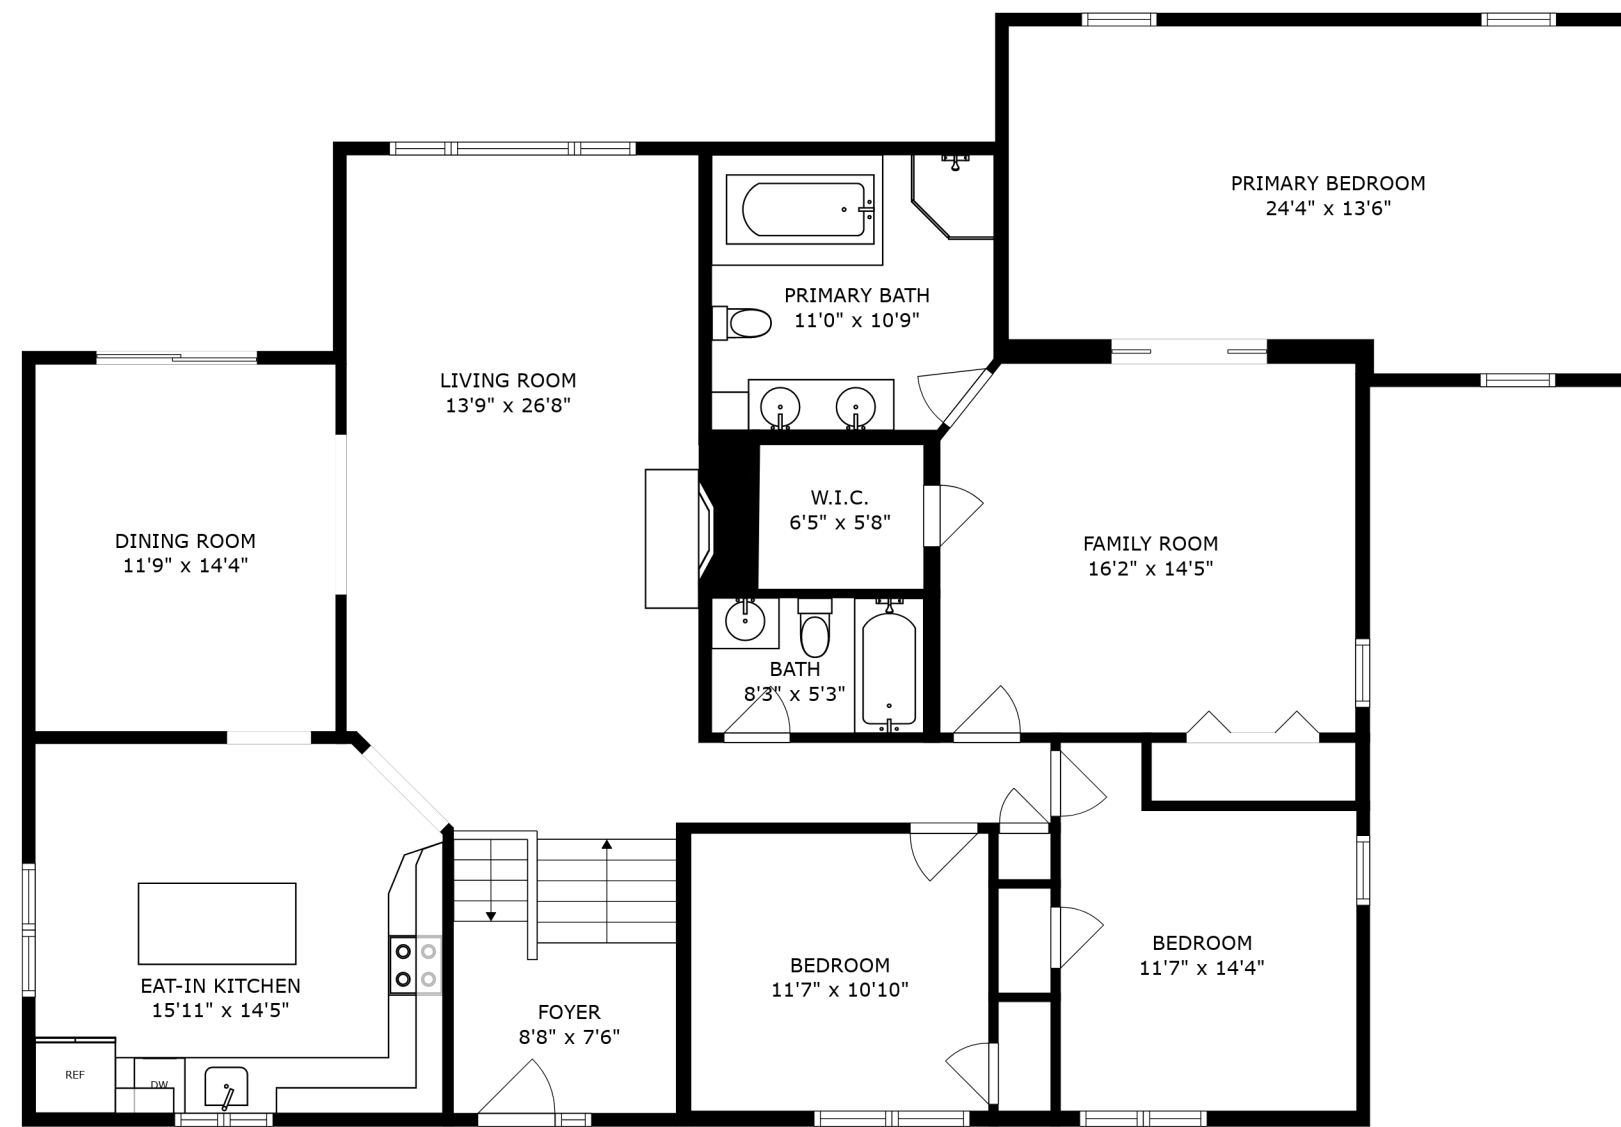 PRIMARY BEDROOM
24'4" x 13'6"
PRIMARY BATH
11'0" x 10'9"
LIVING ROOM
13'9" x 26'8"
W.I.C.
6'5" x 5'8"
DINING ROOM
11'9" x 14'4"
FAMILY ROOM
16'2" x 14'5"
BATH
8'3" x 5'3"
BEDROOM
11'7" x 14'4"
BEDROOM
11'7" x 10'10"
EAT-IN KITCHEN
15'11" x 14'5"
FOYER
8'8" x 7'6"
REF
DW